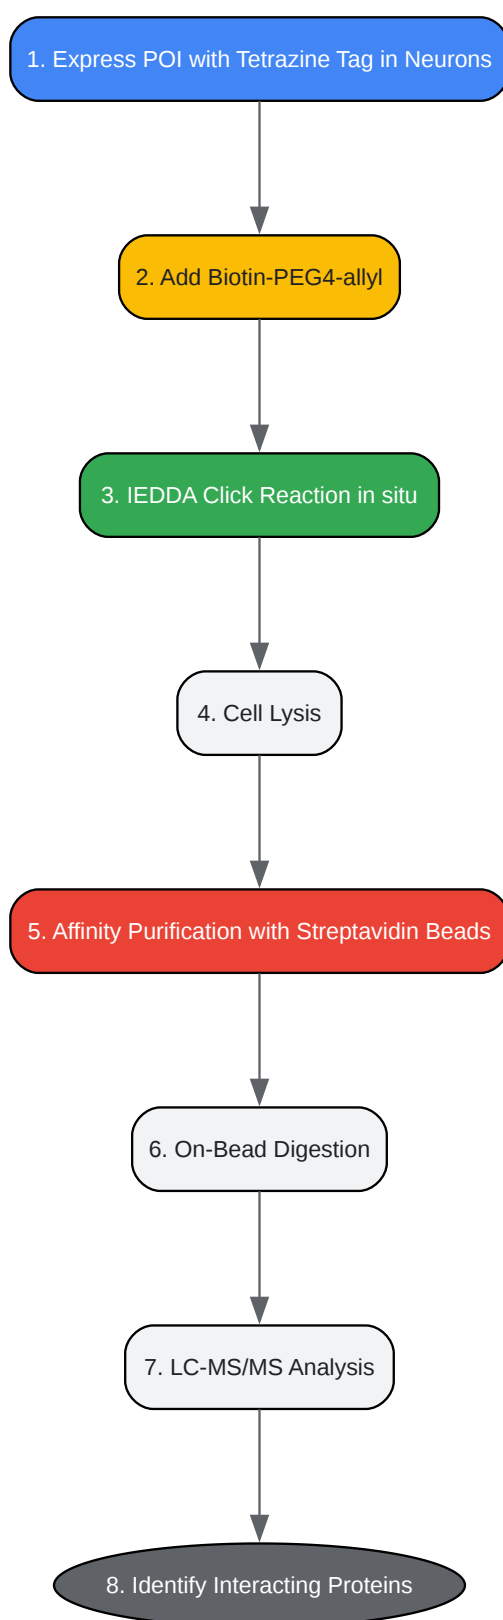 1. Express POI with Tetrazine Tag in Neurons
2. Add Biotin-PEG4-allyl
3. IEDDA Click Reaction in situ
4. Cell Lysis
5. Affinity Purification with Streptavidin Beads
6. On-Bead Digestion
7. LC-MS/MS Analysis
8. Identify Interacting Proteins